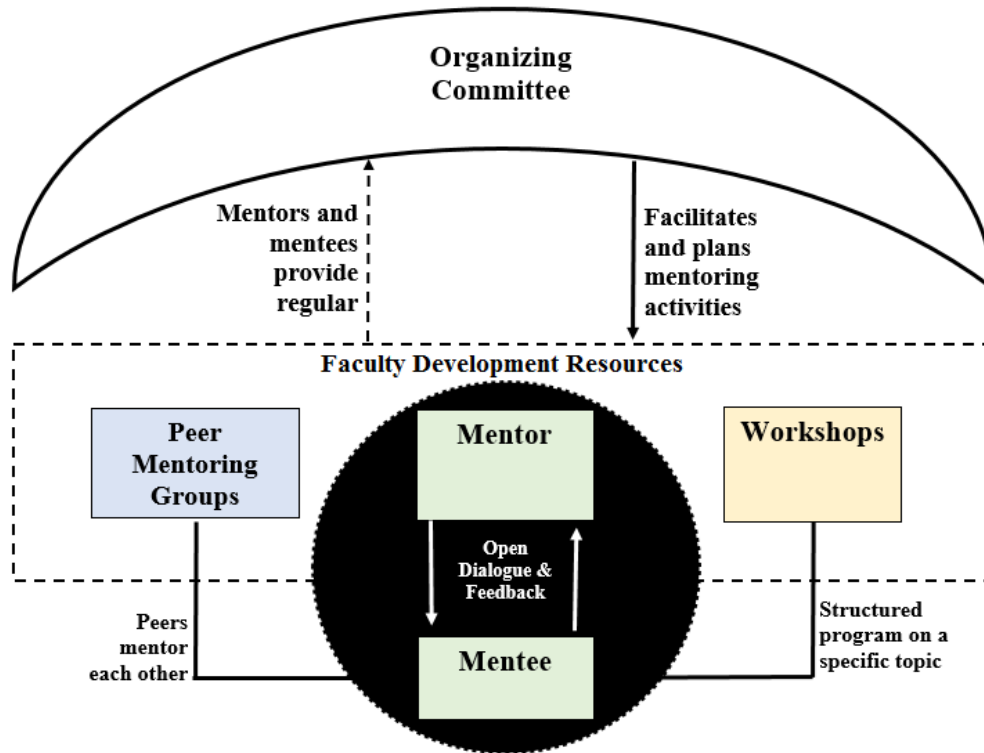 Organizing
Committee
Mentors and
mentees
provide
regular
Facilitates
and plans
mentoring
activities
Faculty Development Resources
Peer
Mentoring
Groups
Mentor
Workshops
Open
Dialogue &
Feedback
Peers
mentor
each other
Mentee
Structured
program on a
specific topic